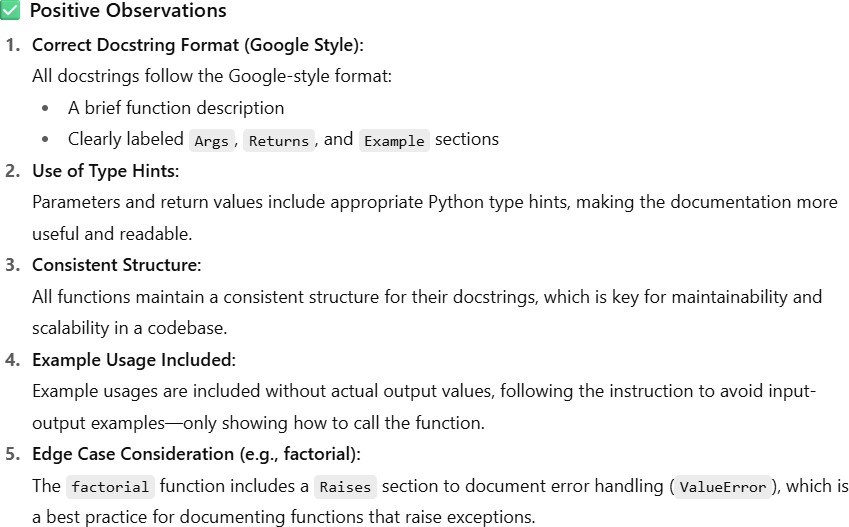 ✅ Positive Observations
1. Correct Docstring Format (Google Style):
All docstrings follow the Google-style format:
• A brief function description
• Clearly labeled Args, Returns, and Example sections
2. Use of Type Hints:
Parameters and return values include appropriate Python type hints, making the documentation more
useful and readable.
3. Consistent Structure:
All functions maintain a consistent structure for their docstrings, which is key for maintainability and
scalability in a codebase.
4. Example Usage Included:
Example usages are included without actual output values, following the instruction to avoid input-
output examples—only showing how to call the function.
5. Edge Case Consideration (e.g., factorial):
The factorial function includes a Raises section to document error handling (ValueError), which is
a best practice for documenting functions that raise exceptions.